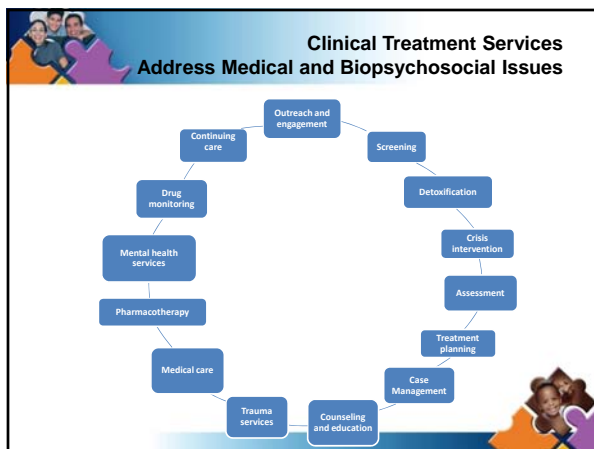 Clinical Treatment Services
Address Medical and Biopsychosocial Issues
Outreach and
engagement
Screening
Detoxification
Crisis
intervention
Assessment
Treatment
planning
Case
Management
Counseling
and education
Trauma
services
Medical care
Pharmacotherapy
Mental health
services
Drug
monitoring
Continuing
care